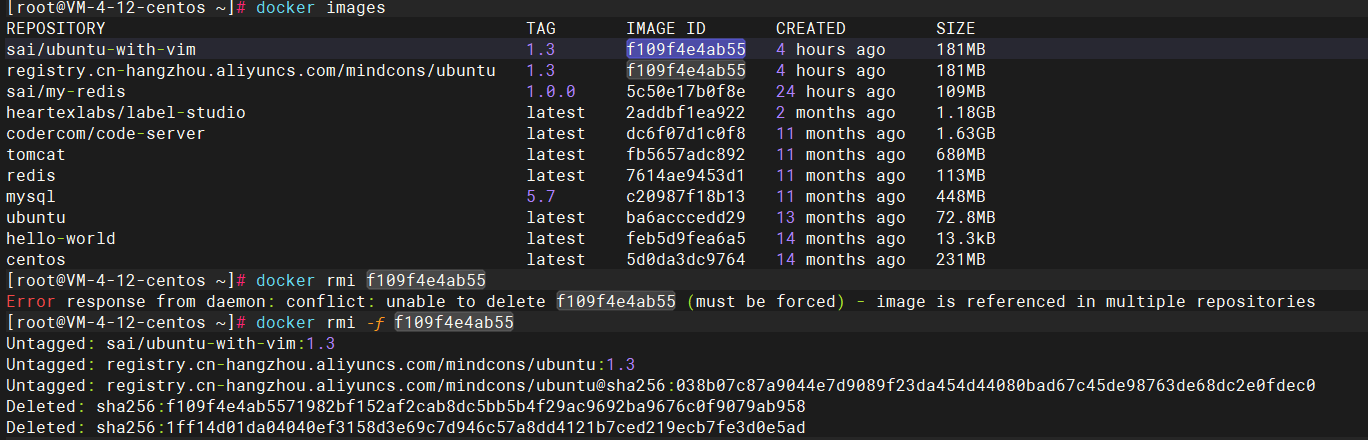 [root@VM-4-12-centos ~]# docker images
REPOSITORY TAG IMAGE ID CREATED SIZE
sai/ubuntu-with-vim 1.3 f109f4e4ab55 4 hours ago 181MB
registry.cn-hangzhou.aliyuncs.com/mindcons/ubuntu 1.3 f109f4e4ab55 4 hours ago 181MB
sai/my-redis 1.0.0 5c50e17b0f8e 24 hours ago 109MB
heartexlabs/label-studio latest 2addbf1ea922 2 months ago 1.18GB
codercom/code-server latest dc6f07d1c0f8 11 months ago 1.63GB
tomcat latest fb5657adc892 11 months ago 680MB
redis latest 7614ae9453d1 11 months ago 113MB
mysql 5.7 c20987f18b13 11 months ago 448MB
ubuntu latest ba6acccedd29 13 months ago 72.8MB
hello-world latest feb5d9fea6a5 14 months ago 13.3kB
centos latest 5d0da3dc9764 14 months ago 231MB
[root@VM-4-12-centos ~]# docker rmi f109f4e4ab55
Error response from daemon: conflict: unable to delete f109f4e4ab55 (must be forced) - image is referenced in multiple repositories
[root@VM-4-12-centos ~]# docker rmi -f f109f4e4ab55
Untagged: sai/ubuntu-with-vim:1.3
Untagged: registry.cn-hangzhou.aliyuncs.com/mindcons/ubuntu:1.3
Untagged: registry.cn-hangzhou.aliyuncs.com/mindcons/ubuntu@sha256:038b07c87a9044e7d9089f23da454d44080bad67c45de98763de68dc2e0fdec0
Deleted: sha256:f109f4e4ab5571982bf152af2cab8dc5bb5b4f29ac9692ba9676c0f9079ab958
Deleted: sha256:1ff14d01da04040ef3158d3e69c7d946c57a8dd4121b7ced219ecb7fe3d0e5ad